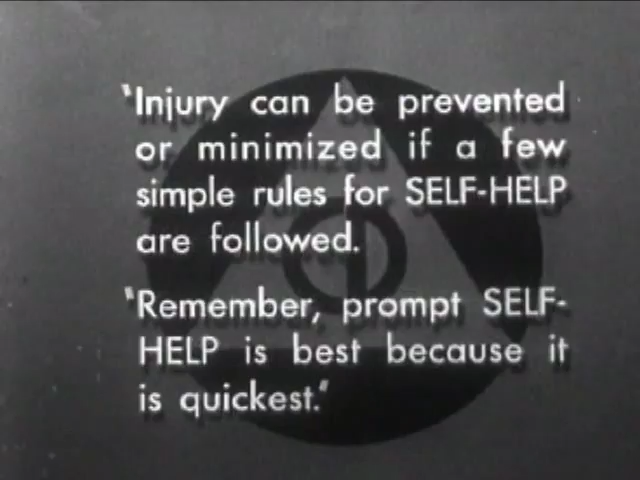 "Injury can be prevented
or minimized if a few
simple rules for SELF-HELP
are followed.
"Remember, prompt SELF-
HELP is best because it
is quickest."